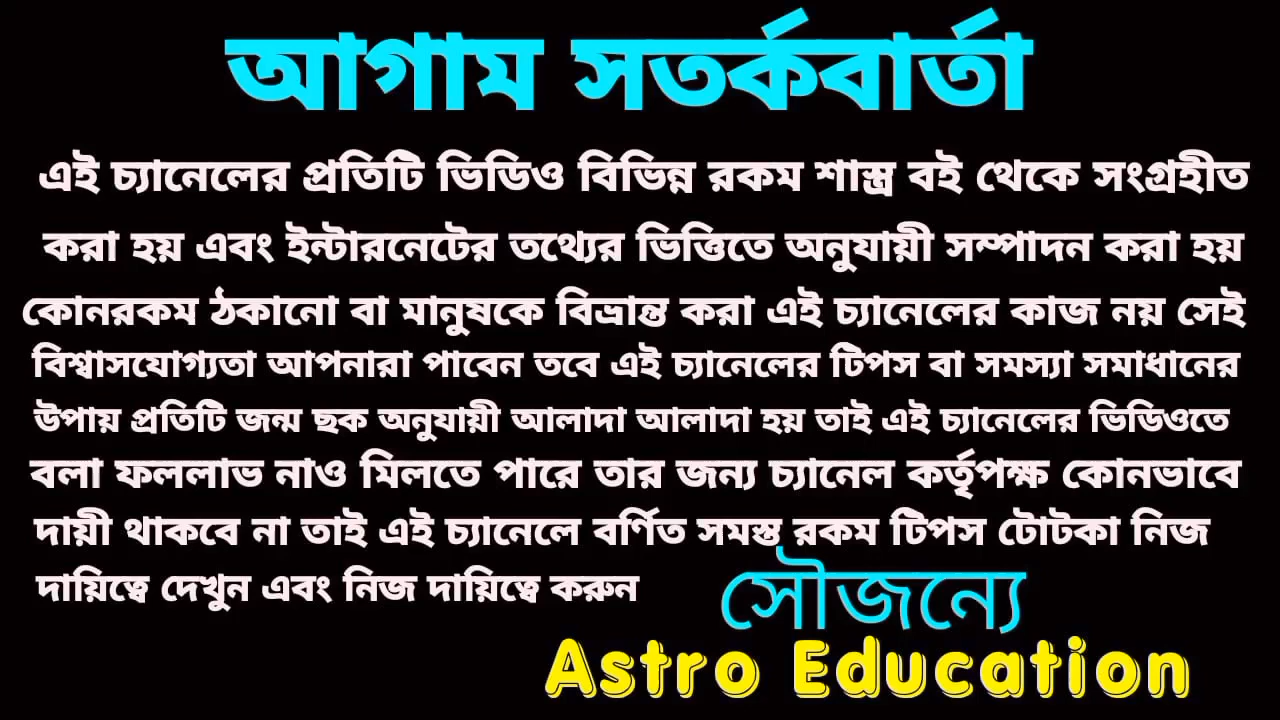 আগাম সতর্কবার্তা
এই চ্যানেলের প্রতিটি ভিডিও বিভিন্ন রকম শাস্ত্র বই থেকে সংগ্রহীত
করা হয় এবং ইন্টারনেটের তথ্যের ভিত্তিতে অনুযায়ী সম্পাদন করা হয়
কোনরকম ঠকানো বা মানুষকে বিভ্রান্ত করা এই চ্যানেলের কাজ নয় সেই
বিশ্বাসযোগ্যতা আপনারা পাবেন তবে এই চ্যানেলের টিপস বা সমস্যা সমাধানের
উপায় প্রতিটি জন্ম ছক অনুযায়ী আলাদা আলাদা হয় তাই এই চ্যানেলের ভিডিওতে
বলা ফললাভ নাও মিলতে পারে তার জন্য চ্যানেল কর্তৃপক্ষ কোনভাবে
দায়ী থাকবে না তাই এই চ্যানেলে বর্ণিত সমস্ত রকম টিপস টোটকা নিজ
দায়িত্বে দেখুন এবং নিজ দায়িত্বে করুন
সৌজন্যে
Astro Education